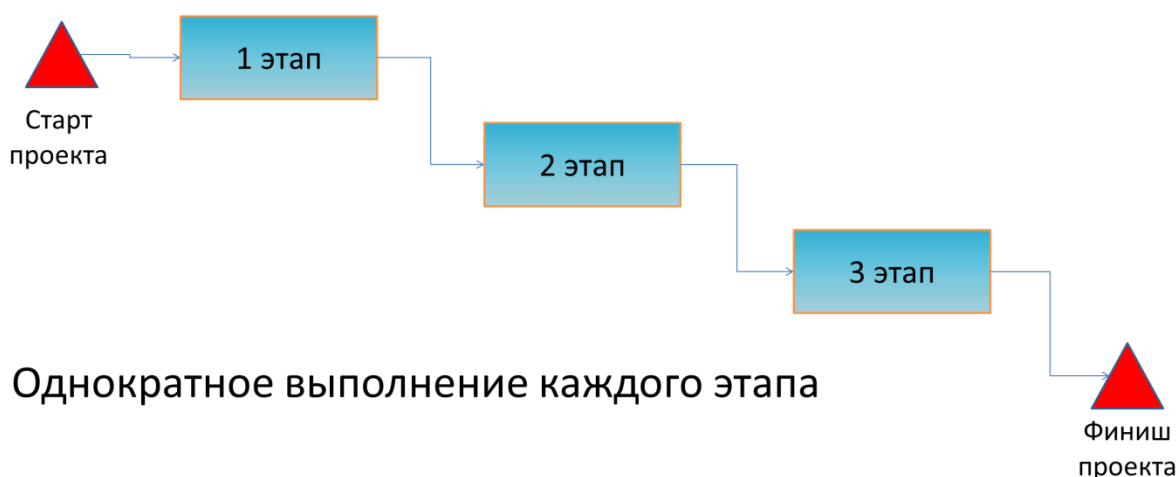 1 этап
Старт
проекта
2 этап
3 этап
Однократное выполнение каждого этапа
Финиш
проекта